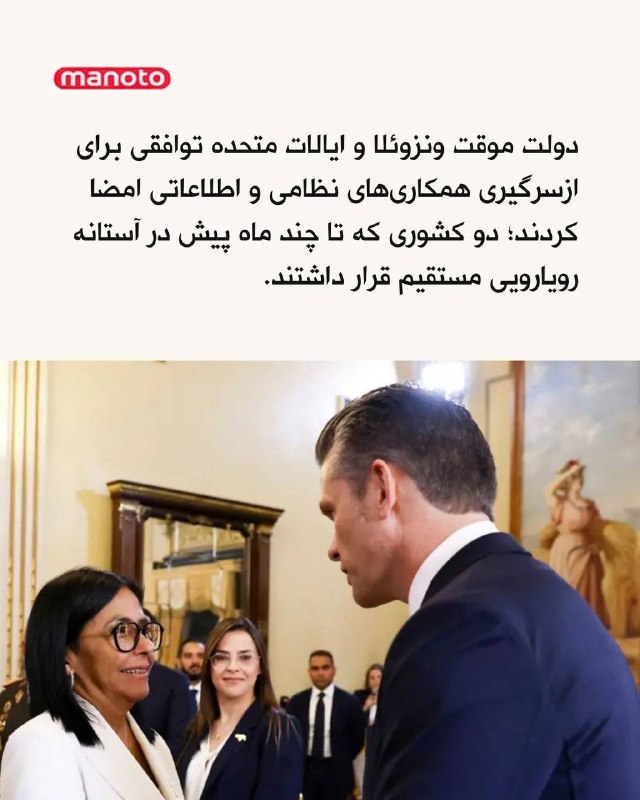 manoto
دولت موقت ونزوئلا و ایالات متحده توافقی برای
ازسرگیری همکاری‌های نظامی و اطلاعاتی امضا
کردند؛ دو کشوری که تا چند ماه پیش در آستانه
رویارویی مستقیم قرار داشتند.